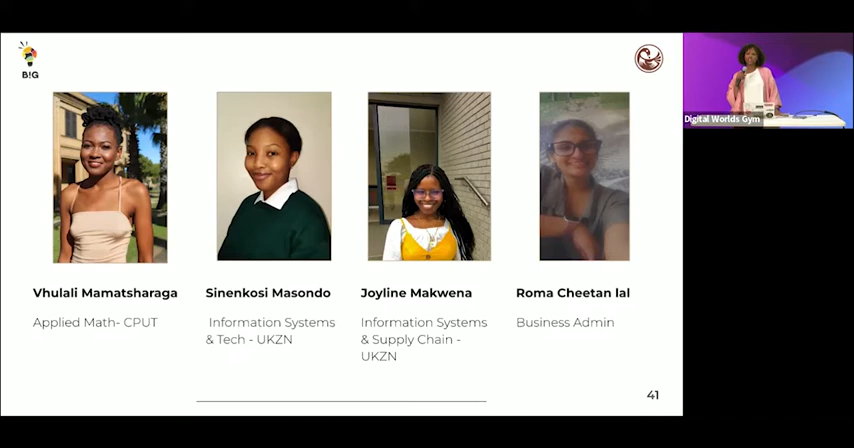 B!G
Digital Worlds Gym
Vhulali Mamatsharaga
Sinenkosi Masondo
Joyline Makwena
Roma Cheetan lal
Applied Math- CPUT
Information Systems
& Tech - UKZN
Information Systems
& Supply Chain -
UKZN
Business Admin
41